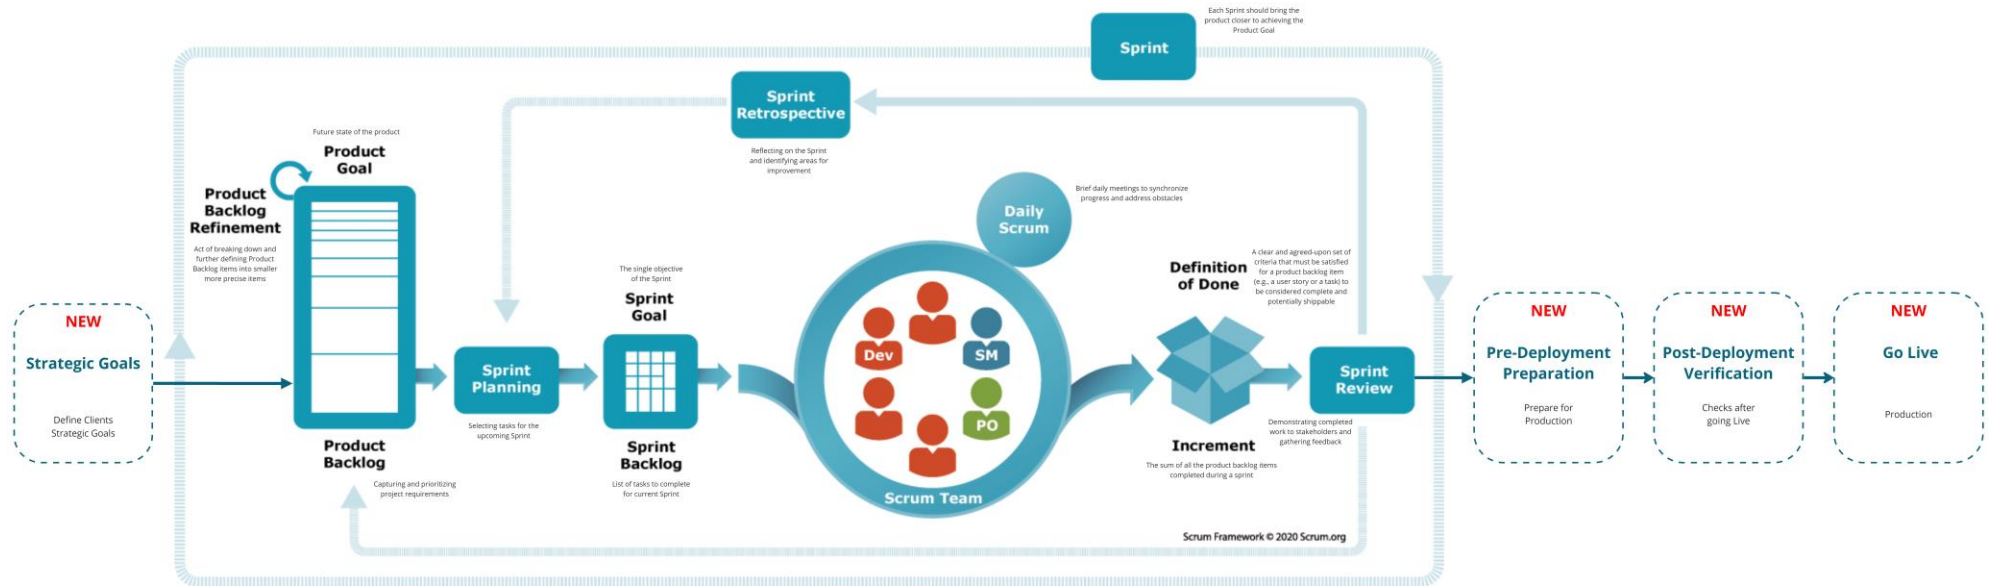 NEW
Strategic Goals
Define Clients
Strategic Goals
Product
Backlog
Refinement
Act of breaking down and
further defining Product
Backlog items into smaller
more precise items
Future state of the product
Product
Goal
Product
Backlog
Capturing and prioritizing
project requirements
Sprint
Planning
Selecting tasks for the
upcoming Sprint
The single objective
of the Sprint
Sprint
Goal
Sprint
Backlog
List of tasks to complete
for current Sprint
Sprint
Retrospective
Reflecting on the Sprint
and identifying areas for
improvement
Sprint
Each Sprint should bring the
product closer to achieving the
Product Goal
Daily
Scrum
Brief daily meetings to synchronize
progress and address obstacles
Dev
SM
PO
Scrum Team
Definition
of Done
A clear and agreed-upon set of
criteria that must be satisfied
for a product backlog item
(e.g., a user story or a task) to
be considered complete and
potentially shippable
Increment
The sum of all the product backlog items
completed during a sprint
Sprint
Review
Demonstrating completed
work to stakeholders and
gathering feedback
Scrum Framework © 2020 Scrum.org
NEW
Pre-Deployment
Preparation
Prepare for
Production
NEW
Post-Deployment
Verification
Checks after
going Live
NEW
Go Live
Production